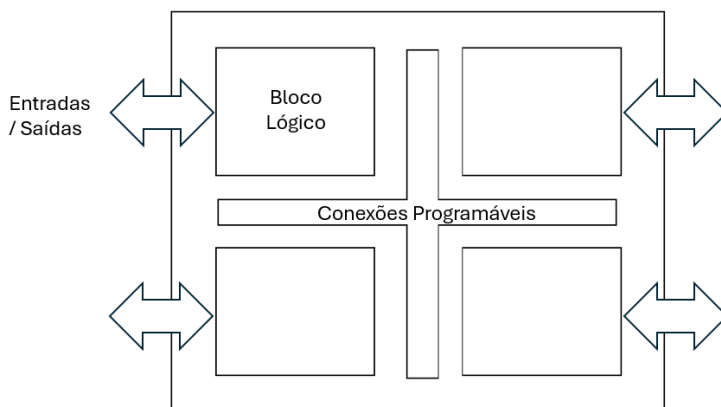 Entradas
/ Saídas
Bloco
Lógico
Conexões Programáveis